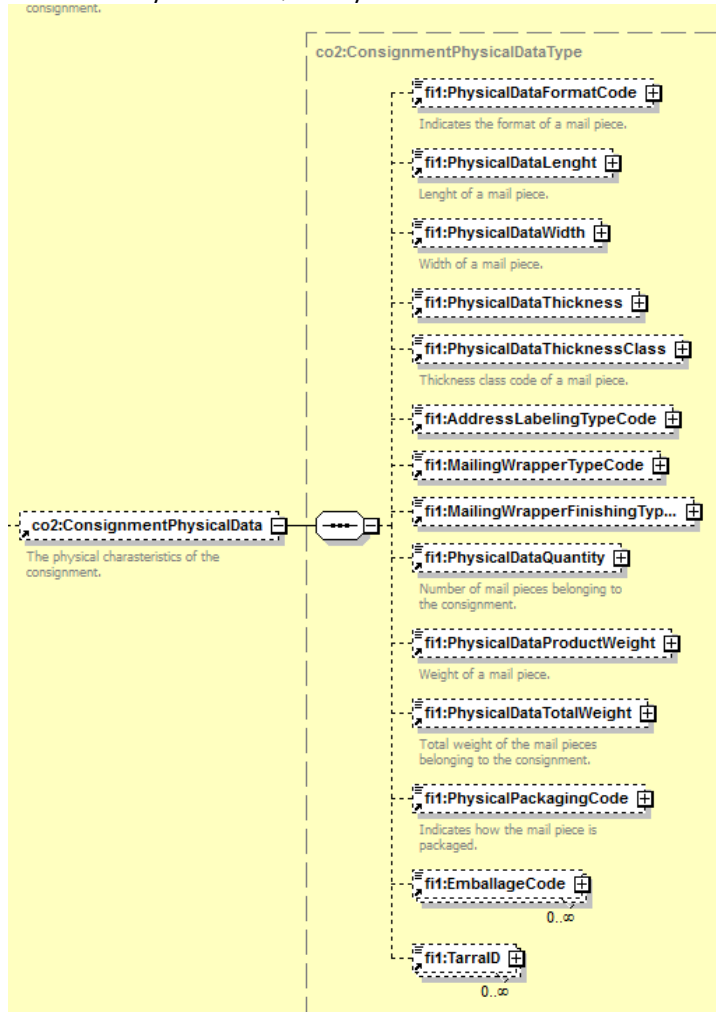 consignment.
co2:ConsignmentPhysicalDataType
fi1:PhysicalDataFormatCode
Indicates the format of a mail piece.
fi1:PhysicalDataLenght
Lenght of a mail piece.
fi1:PhysicalDataWidth
Width of a mail piece.
fi1:PhysicalDataThickness
fi1:PhysicalDataThicknessClass
Thickness class code of a mail piece.
fi1:AddressLabelingTypeCode
fi1:MailingWrapperTypeCode
fi1:MailingWrapperFinishingTyp...
co2:ConsignmentPhysicalData
The physical charasteristics of the
consignment.
fi1:PhysicalDataQuantity
Number of mail pieces belonging to
the consignment.
fi1:PhysicalDataProductWeight
Weight of a mail piece.
fi1:PhysicalDataTotalWeight
Total weight of the mail pieces
belonging to the consignment.
fi1:PhysicalPackagingCode
Indicates how the mail piece is
packaged.
fi1:EmballageCode
0..∞
fi1:TarraID
0..∞